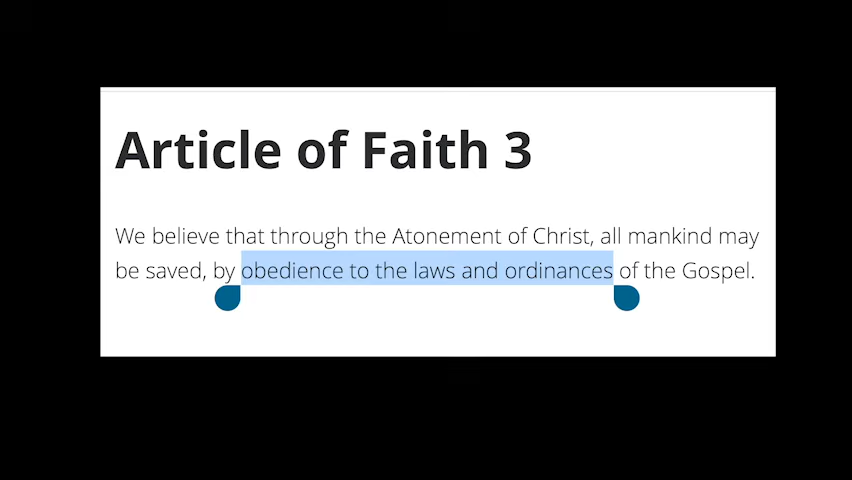 Article of Faith 3
We believe that through the Atonement of Christ, all mankind may
be saved, by obedience to the laws and ordinances of the Gospel.